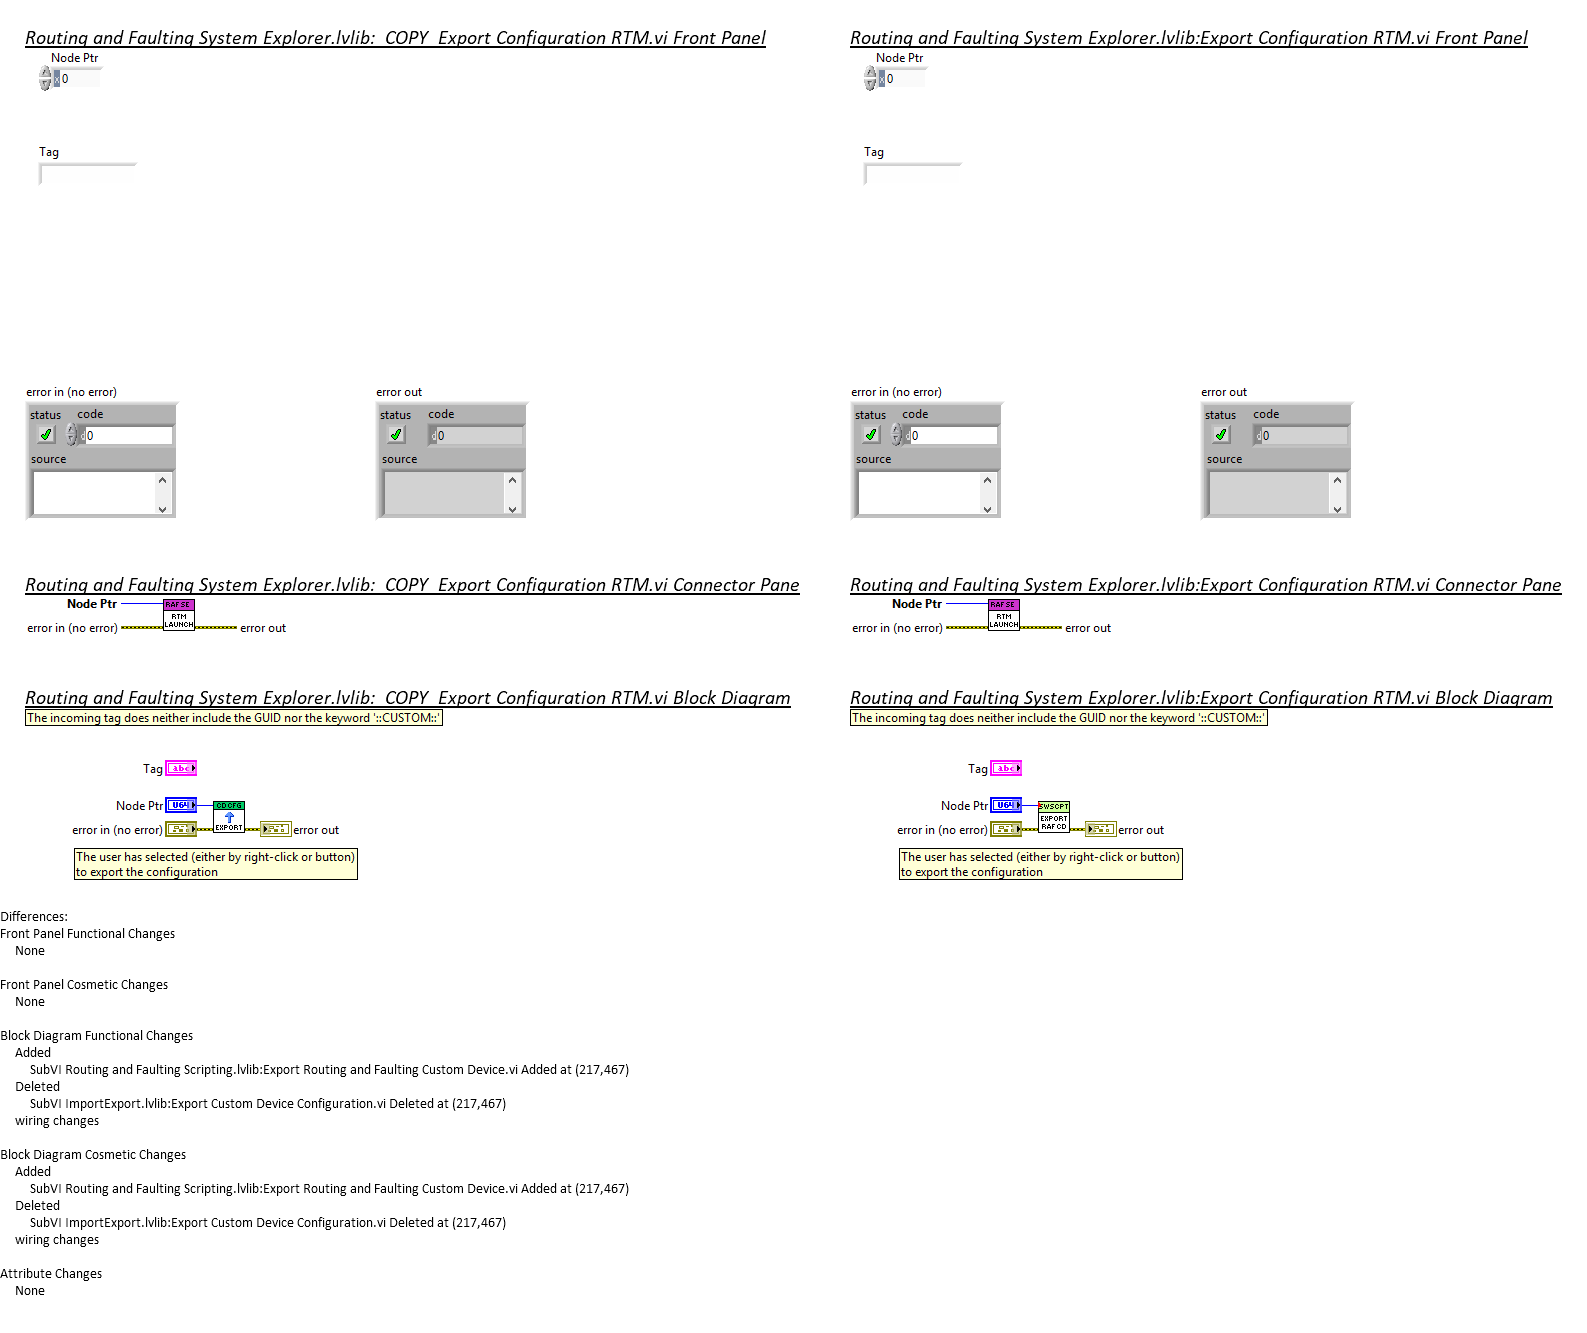 Routing and Faulting System Explorer.lvlib:_COPY_Export Configuration RTM.vi Front Panel
Node Ptr
x 0
Tag
error in (no error)
error out
status code
d 0
source
status code
d 0
source
Routing and Faulting System Explorer.lvlib:_COPY_Export Configuration RTM.vi Connector Pane
Node Ptr
RAFSE
RTM
LAUNCH
error in (no error)
error out
Routing and Faulting System Explorer.lvlib:_COPY_Export Configuration RTM.vi Block Diagram
The incoming tag does neither include the GUID nor the keyword '::CUSTOM::'
Tag abc
Node Ptr U64
CDCFG
EXPORT
error in (no error)
error out
The user has selected (either by right-click or button)
to export the configuration
Routing and Faulting System Explorer.lvlib:Export Configuration RTM.vi Front Panel
Node Ptr
x 0
Tag
error in (no error)
error out
status code
d 0
source
status code
d 0
source
Routing and Faulting System Explorer.lvlib:Export Configuration RTM.vi Connector Pane
Node Ptr
RAFSE
RTM
LAUNCH
error in (no error)
error out
Routing and Faulting System Explorer.lvlib:Export Configuration RTM.vi Block Diagram
The incoming tag does neither include the GUID nor the keyword '::CUSTOM::'
Tag abc
Node Ptr U64
SWSCPT
EXPORT
RAFCD
error in (no error)
error out
The user has selected (either by right-click or button)
to export the configuration
Differences:
Front Panel Functional Changes
None
Front Panel Cosmetic Changes
None
Block Diagram Functional Changes
Added
SubVI Routing and Faulting Scripting.lvlib:Export Routing and Faulting Custom Device.vi Added at (217,467)
Deleted
SubVI ImportExport.lvlib:Export Custom Device Configuration.vi Deleted at (217,467)
wiring changes
Block Diagram Cosmetic Changes
Added
SubVI Routing and Faulting Scripting.lvlib:Export Routing and Faulting Custom Device.vi Added at (217,467)
Deleted
SubVI ImportExport.lvlib:Export Custom Device Configuration.vi Deleted at (217,467)
wiring changes
Attribute Changes
None